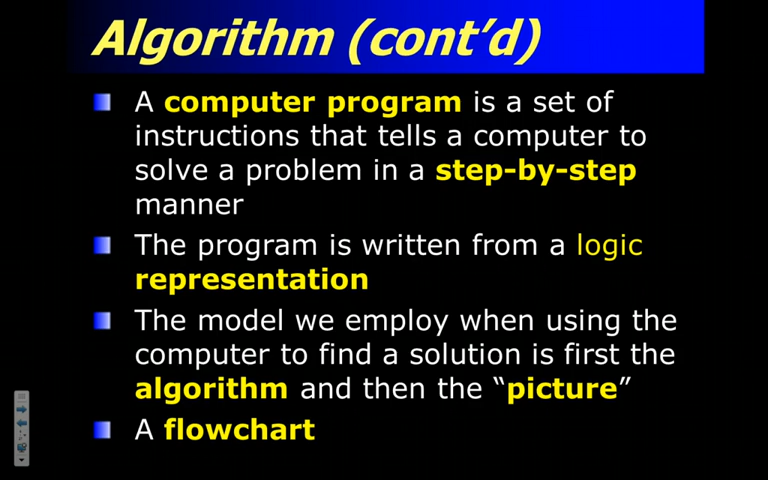 Algorithm (cont’d)
A computer program is a set of
instructions that tells a computer to
solve a problem in a step-by-step
manner
The program is written from a logic
representation
The model we employ when using the
computer to find a solution is first the
algorithm and then the “picture”
A flowchart